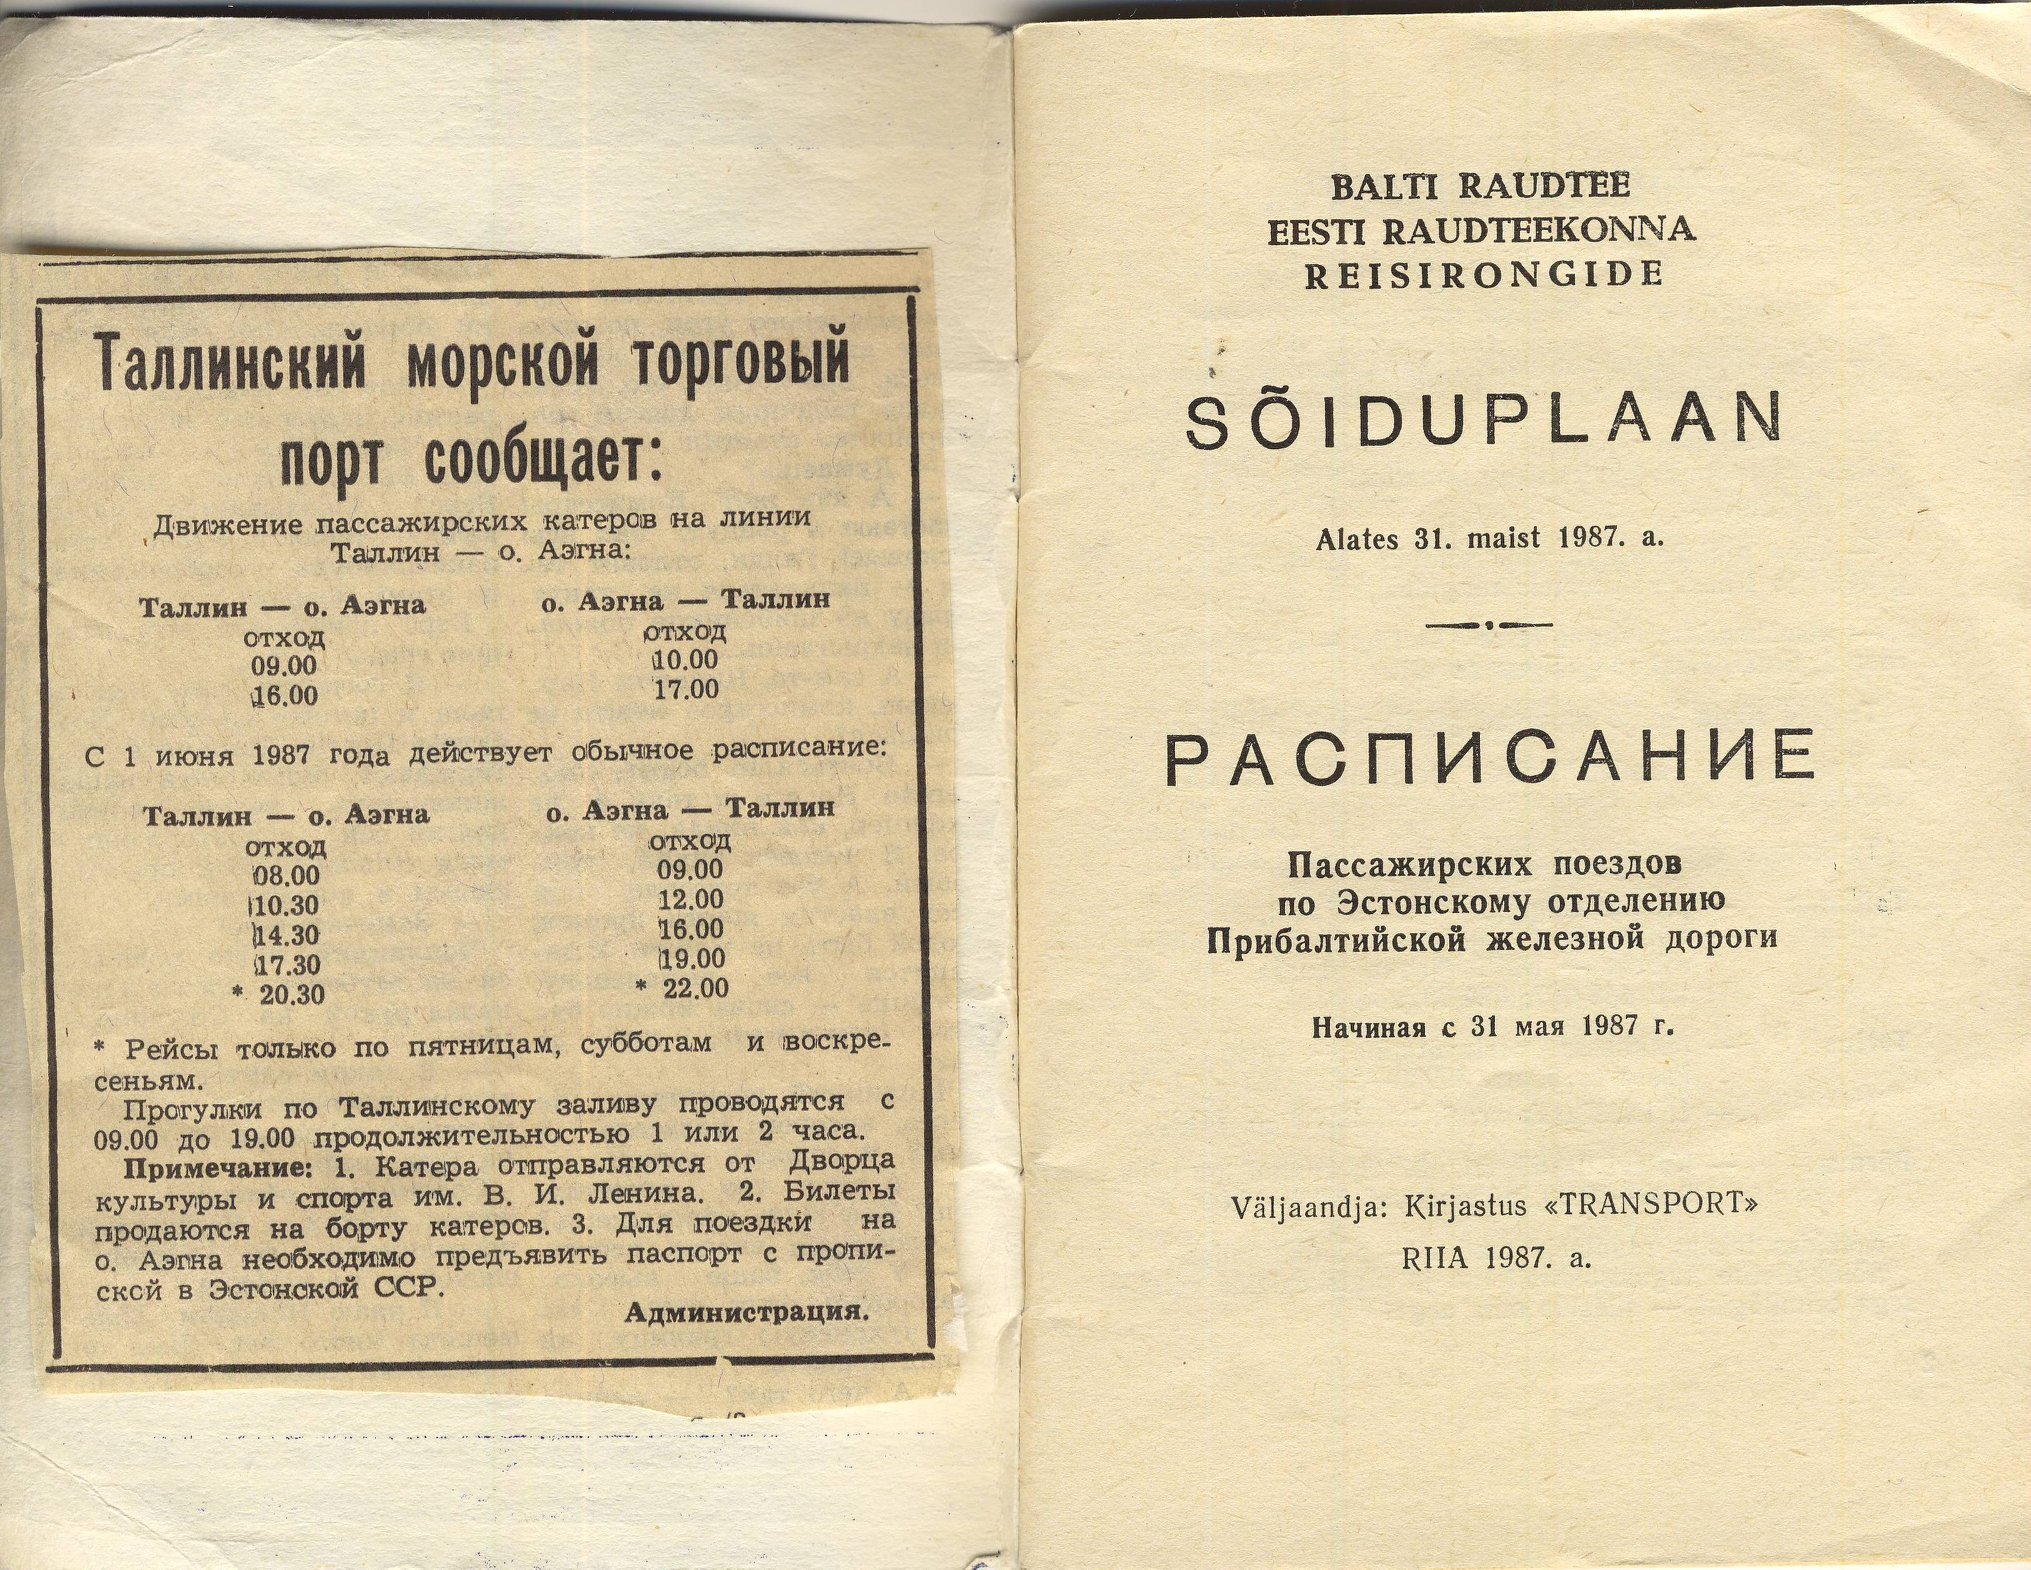 Таллинский морской торговый
порт сообщает:
Движение пассажирских катеров на линии
Таллин — о. Аэгна:
Таллин — о. Аэгна
отход
09.00
16.00
о. Аэгна — Таллин
отход
10.00
17.00
С 1 июня 1987 года действует обычное расписание:
Таллин — о. Аэгна
отход
08.00
10.30
14.30
17.30
* 20.30
о. Аэгна — Таллин
отход
09.00
12.00
16.00
19.00
* 22.00
* Рейсы только по пятницам, субботам и воскре-
сеньям.
Прогулки по Таллинскому заливу проводятся с
09.00 до 19.00 продолжительностью 1 или 2 часа.
Примечание: 1. Катера отправляются от Дворца
культуры и спорта им. В. И. Ленина. 2. Билеты
продаются на борту катеров. 3. Для поездки на
о. Аэгна необходимо предъявить паспорт с пропи-
ской в Эстонской ССР.
Администрация.
BALTI RAUDTEE
EESTI RAUDTEEKONNA
REISIRONGIDE
SÕIDUPLAAN
Alates 31. maist 1987. a.
РАСПИСАНИЕ
Пассажирских поездов
по Эстонскому отделению
Прибалтийской железной дороги
Начиная с 31 мая 1987 г.
Väljaandja: Kirjastus «TRANSPORT»
RIIA 1987. a.